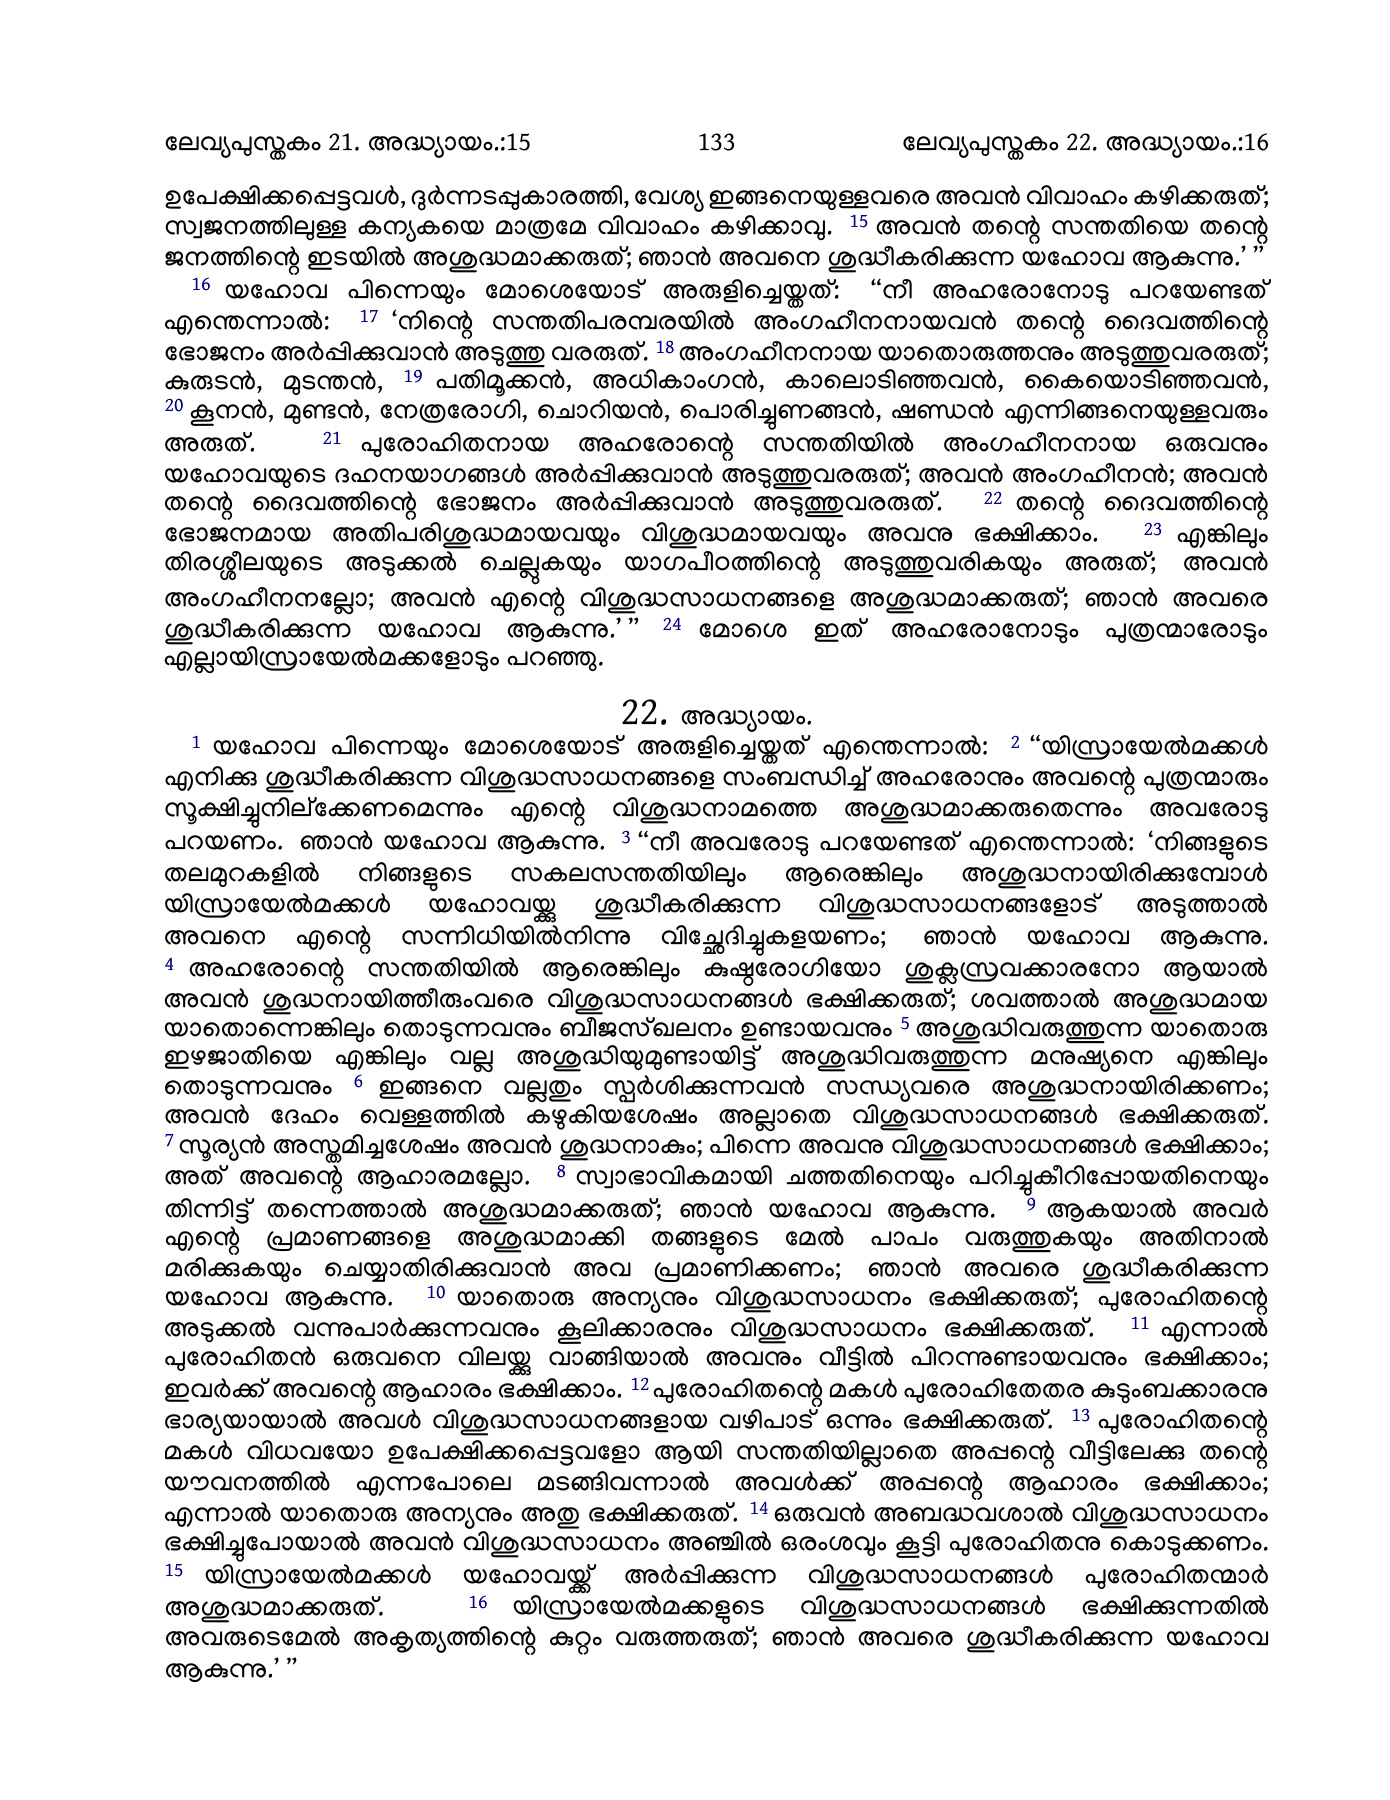 ലേവ്യപുസ്തകം 21. അദ്ധ്യായം.:15 133 ലേവ്യപുസ്തകം 22. അദ്ധ്യായം.:16
ഉപേക്ഷിക്കപ്പെട്ടവൾ, ദുർന്നടപ്പുകാരത്തി, വേശ്യ ഇങ്ങനെയുള്ളവരെ അവൻ വിവാഹം കഴിക്കരുത്;
സ്വജനത്തിലുള്ള കന്യകയെ മാത്രമേ വിവാഹം കഴിക്കാവു. 15 അവൻ തന്റെ സന്തതിയെ തന്റെ
ജനത്തിന്റെ ഇടയിൽ അശുദ്ധമാക്കരുത്; ഞാൻ അവനെ ശുദ്ധീകരിക്കുന്ന യഹോവ ആകുന്നു.’ ”
16 യഹോവ പിന്നെയും മോശെയോട് അരുളിച്ചെയ്തത്: “നീ അഹരോനോടു പറയേണ്ടത്
എന്തെന്നാൽ: 17 ‘നിന്റെ സന്തതിപരമ്പരയിൽ അംഗഹീനനായവൻ തന്റെ ദൈവത്തിന്റെ
ഭോജനം അർപ്പിക്കുവാൻ അടുത്തു വരരുത്. 18 അംഗഹീനനായ യാതൊരുത്തനും അടുത്തുവരരുത്;
കുരുടൻ, മുടന്തൻ, 19 പതിമൂക്കൻ, അധികാംഗൻ, കാലൊടിഞ്ഞവൻ, കൈയൊടിഞ്ഞവൻ,
20 കൂനൻ, മുണ്ടൻ, നേത്രരോഗി, ചൊറിയൻ, പൊരിച്ചുണങ്ങൻ, ഷണ്ഡൻ എന്നിങ്ങനെയുള്ളവരും
അരുത്. 21 പുരോഹിതനായ അഹരോന്റെ സന്തതിയിൽ അംഗഹീനനായ ഒരുവനും
യഹോവയുടെ ദഹനയാഗങ്ങൾ അർപ്പിക്കുവാൻ അടുത്തുവരരുത്; അവൻ അംഗഹീനൻ; അവൻ
തന്റെ ദൈവത്തിന്റെ ഭോജനം അർപ്പിക്കുവാൻ അടുത്തുവരരുത്. 22 തന്റെ ദൈവത്തിന്റെ
ഭോജനമായ അതിപരിശുദ്ധമായവയും വിശുദ്ധമായവയും അവനു ഭക്ഷിക്കാം. 23 എങ്കിലും
തിരശ്ശീലയുടെ അടുക്കൽ ചെല്ലുകയും യാഗപീഠത്തിന്റെ അടുത്തുവരികയും അരുത്; അവൻ
അംഗഹീനനല്ലോ; അവൻ എന്റെ വിശുദ്ധസാധനങ്ങളെ അശുദ്ധമാക്കരുത്; ഞാൻ അവരെ
ശുദ്ധീകരിക്കുന്ന യഹോവ ആകുന്നു.’ ” 24 മോശെ ഇത് അഹരോനോടും പുത്രന്മാരോടും
എല്ലായിസ്രായേൽമക്കളോടും പറഞ്ഞു.
22. അദ്ധ്യായം.
1 യഹോവ പിന്നെയും മോശെയോട് അരുളിച്ചെയ്തത് എന്തെന്നാൽ: 2 “യിസ്രായേൽമക്കൾ
എനിക്കു ശുദ്ധീകരിക്കുന്ന വിശുദ്ധസാധനങ്ങളെ സംബന്ധിച്ച് അഹരോനും അവന്റെ പുത്രന്മാരും
സൂക്ഷിച്ചുനില്ക്കേണമെന്നും എന്റെ വിശുദ്ധനാമത്തെ അശുദ്ധമാക്കരുതെന്നും അവരോടു
പറയണം. ഞാൻ യഹോവ ആകുന്നു. 3 “നീ അവരോടു പറയേണ്ടത് എന്തെന്നാൽ: ‘നിങ്ങളുടെ
തലമുറകളിൽ നിങ്ങളുടെ സകലസന്തതിയിലും ആരെങ്കിലും അശുദ്ധനായിരിക്കുമ്പോൾ
യിസ്രായേൽമക്കൾ യഹോവയ്ക്കു ശുദ്ധീകരിക്കുന്ന വിശുദ്ധസാധനങ്ങളോട് അടുത്താൽ
അവനെ എന്റെ സന്നിധിയിൽനിന്നു വിച്ഛേദിച്ചുകളയണം; ഞാൻ യഹോവ ആകുന്നു.
4 അഹരോന്റെ സന്തതിയിൽ ആരെങ്കിലും കുഷ്ഠരോഗിയോ ശുക്ലസ്രവക്കാരനോ ആയാൽ
അവൻ ശുദ്ധനായിത്തീരുംവരെ വിശുദ്ധസാധനങ്ങൾ ഭക്ഷിക്കരുത്; ശവത്താൽ അശുദ്ധമായ
യാതൊന്നെങ്കിലും തൊടുന്നവനും ബീജസ്ഖലനം ഉണ്ടായവനും 5 അശുദ്ധിവരുത്തുന്ന യാതൊരു
ഇഴജാതിയെ എങ്കിലും വല്ല അശുദ്ധിയുമുണ്ടായിട്ട് അശുദ്ധിവരുത്തുന്ന മനുഷ്യനെ എങ്കിലും
തൊടുന്നവനും 6 ഇങ്ങനെ വല്ലതും സ്പർശിക്കുന്നവൻ സന്ധ്യവരെ അശുദ്ധനായിരിക്കണം;
അവൻ ദേഹം വെള്ളത്തിൽ കഴുകിയശേഷം അല്ലാതെ വിശുദ്ധസാധനങ്ങൾ ഭക്ഷിക്കരുത്.
7 സൂര്യൻ അസ്തമിച്ചശേഷം അവൻ ശുദ്ധനാകും; പിന്നെ അവനു വിശുദ്ധസാധനങ്ങൾ ഭക്ഷിക്കാം;
അത് അവന്റെ ആഹാരമല്ലോ. 8 സ്വാഭാവികമായി ചത്തതിനെയും പറിച്ചുകീറിപ്പോയതിനെയും
തിന്നിട്ട് തന്നെത്താൽ അശുദ്ധമാക്കരുത്; ഞാൻ യഹോവ ആകുന്നു. 9 ആകയാൽ അവർ
എന്റെ പ്രമാണങ്ങളെ അശുദ്ധമാക്കി തങ്ങളുടെ മേൽ പാപം വരുത്തുകയും അതിനാൽ
മരിക്കുകയും ചെയ്യാതിരിക്കുവാൻ അവ പ്രമാണിക്കണം; ഞാൻ അവരെ ശുദ്ധീകരിക്കുന്ന
യഹോവ ആകുന്നു. 10 യാതൊരു അന്യനും വിശുദ്ധസാധനം ഭക്ഷിക്കരുത്; പുരോഹിതന്റെ
അടുക്കൽ വന്നുപാർക്കുന്നവനും കൂലിക്കാരനും വിശുദ്ധസാധനം ഭക്ഷിക്കരുത്. 11 എന്നാൽ
പുരോഹിതൻ ഒരുവനെ വിലയ്ക്കു വാങ്ങിയാൽ അവനും വീട്ടിൽ പിറന്നുണ്ടായവനും ഭക്ഷിക്കാം;
ഇവർക്ക് അവന്റെ ആഹാരം ഭക്ഷിക്കാം. 12 പുരോഹിതന്റെ മകൾ പുരോഹിതേതര കുടുംബക്കാരനു
ഭാര്യയായാൽ അവൾ വിശുദ്ധസാധനങ്ങളായ വഴിപാട് ഒന്നും ഭക്ഷിക്കരുത്. 13 പുരോഹിതന്റെ
മകൾ വിധവയോ ഉപേക്ഷിക്കപ്പെട്ടവളോ ആയി സന്തതിയില്ലാതെ അപ്പന്റെ വീട്ടിലേക്കു തന്റെ
യൗവനത്തിൽ എന്നപോലെ മടങ്ങിവന്നാൽ അവൾക്ക് അപ്പന്റെ ആഹാരം ഭക്ഷിക്കാം;
എന്നാൽ യാതൊരു അന്യനും അതു ഭക്ഷിക്കരുത്. 14 ഒരുവൻ അബദ്ധവശാൽ വിശുദ്ധസാധനം
ഭക്ഷിച്ചുപോയാൽ അവൻ വിശുദ്ധസാധനം അഞ്ചിൽ ഒരംശവും കൂട്ടി പുരോഹിതനു കൊടുക്കണം.
15 യിസ്രായേൽമക്കൾ യഹോവയ്ക്ക് അർപ്പിക്കുന്ന വിശുദ്ധസാധനങ്ങൾ പുരോഹിതന്മാർ
അശുദ്ധമാക്കരുത്. 16 യിസ്രായേൽമക്കളുടെ വിശുദ്ധസാധനങ്ങൾ ഭക്ഷിക്കുന്നതിൽ
അവരുടെമേൽ അകൃത്യത്തിന്റെ കുറ്റം വരുത്തരുത്; ഞാൻ അവരെ ശുദ്ധീകരിക്കുന്ന യഹോവ
ആകുന്നു.’ ”